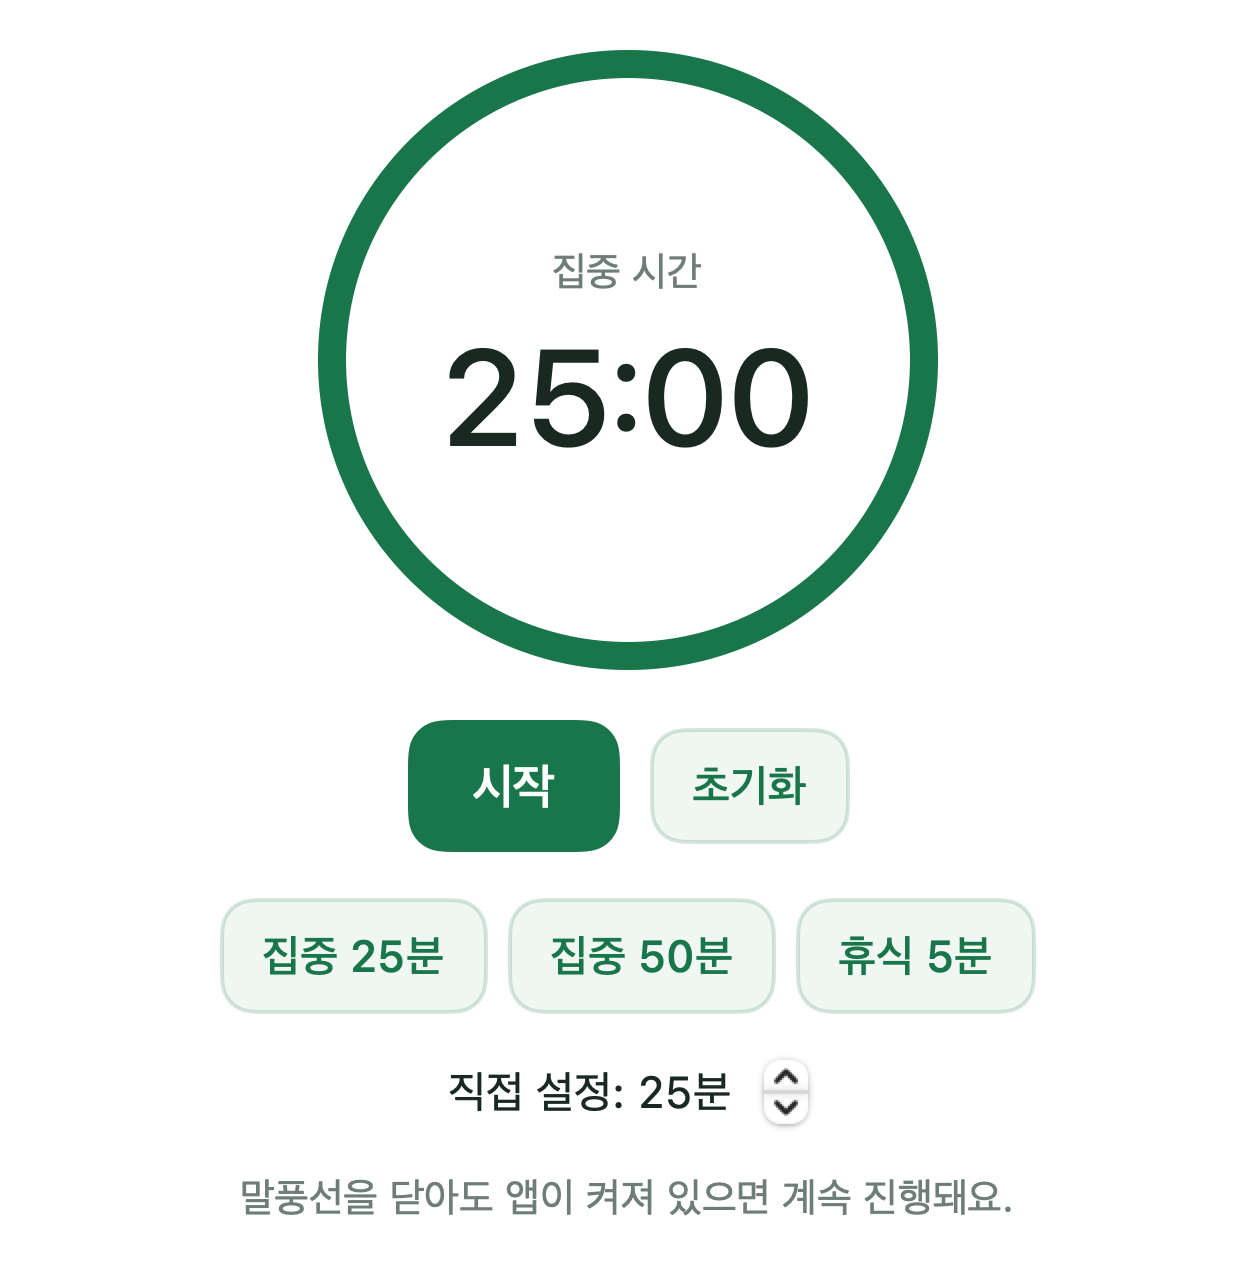 집중 시간
25:00
시작 초기화
집중 25분 집중 50분 휴식 5분
직접 설정: 25분
말풍선을 닫아도 앱이 켜져 있으면 계속 진행돼요.